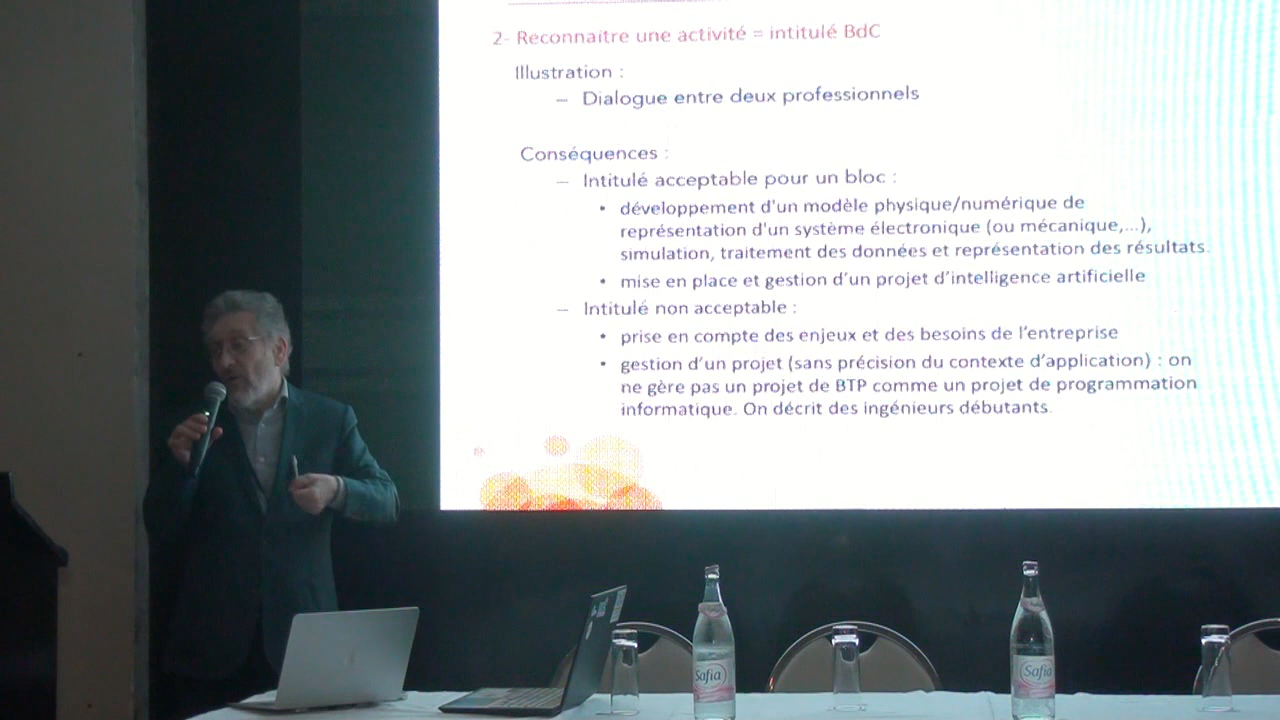 2- Reconnaitre une activité = intitulé BdC
Illustration :
– Dialogue entre deux professionnels
Conséquences :
– Intitulé acceptable pour un bloc :
• développement d'un modèle physique/numérique de
représentation d'un système électronique (ou mécanique,...),
simulation, traitement des données et représentation des résultats.
• mise en place et gestion d'un projet d'intelligence artificielle
– Intitulé non acceptable :
• prise en compte des enjeux et des besoins de l'entreprise
• gestion d'un projet (sans précision du contexte d'application) : on
ne gère pas un projet de BTP comme un projet de programmation
informatique. On décrit des ingénieurs débutants.
Safia
Safia